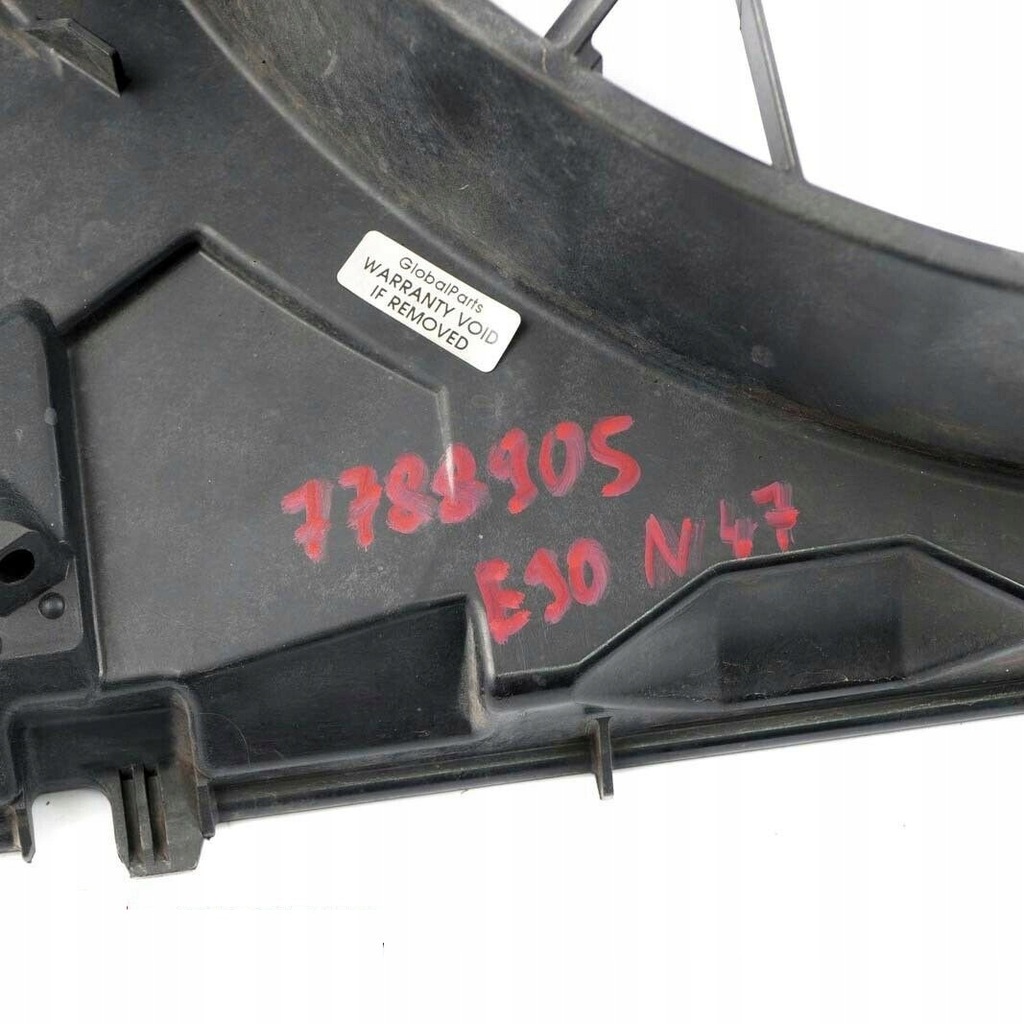 GlobalParts
WARRANTY VOID
IF REMOVED
7788905
E90 N47